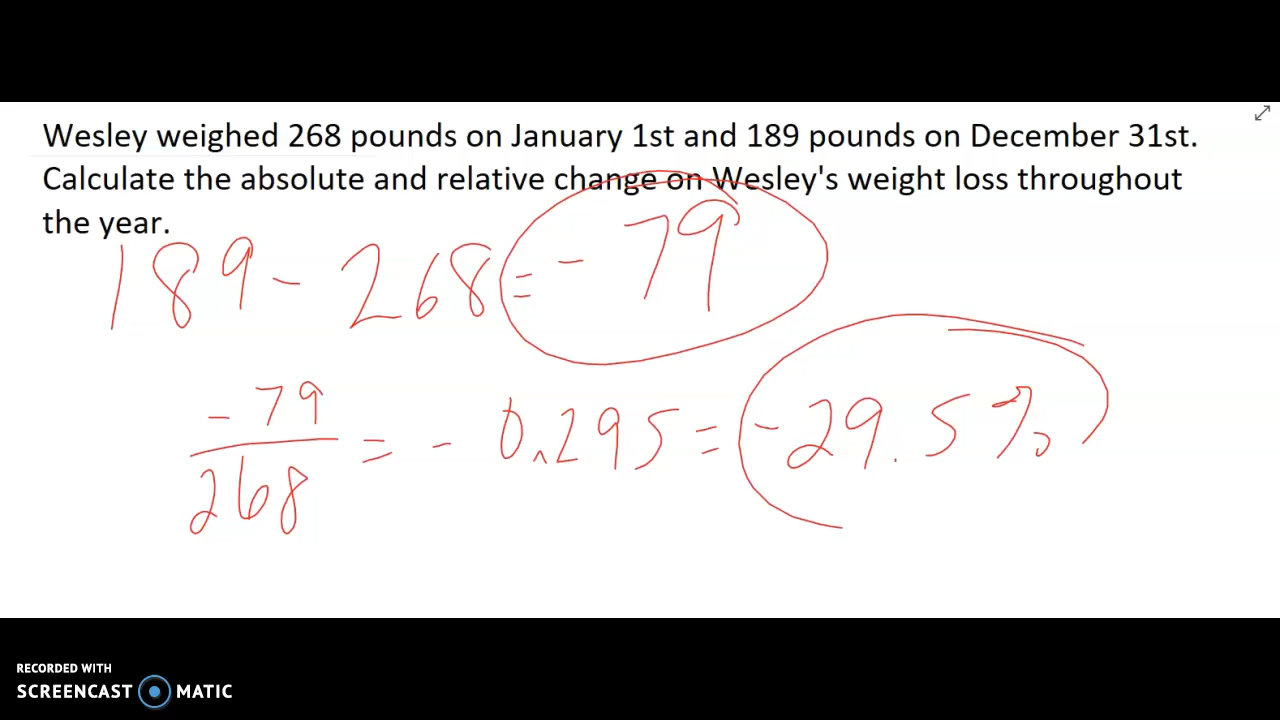 Wesley weighed 268 pounds on January 1st and 189 pounds on December 31st.
Calculate the absolute and relative change on Wesley's weight loss throughout
the year.
189 - 268 = - 79
- 79
268
= - 0.295 = - 29.5 %
RECORDED WITH
SCREENCAST MATIC